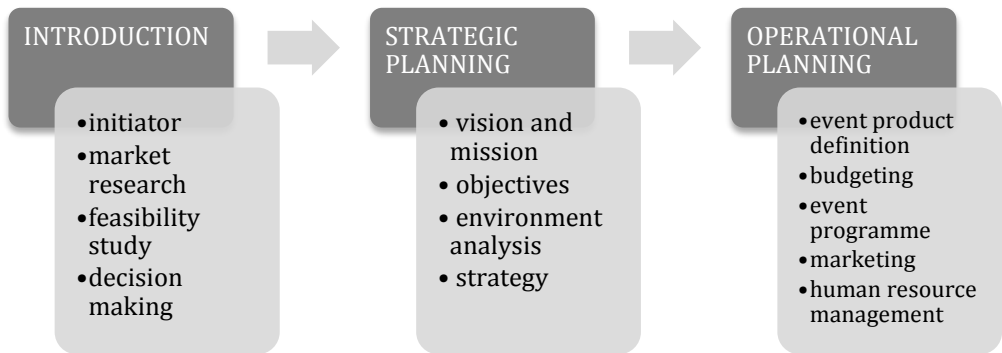 INTRODUCTION
•initiator
•market
research
•feasibility
study
•decision
making
STRATEGIC
PLANNING
• vision and
mission
• objectives
• environment
analysis
• strategy
OPERATIONAL
PLANNING
•event product
definition
•budgeting
•event
programme
•marketing
•human resource
management